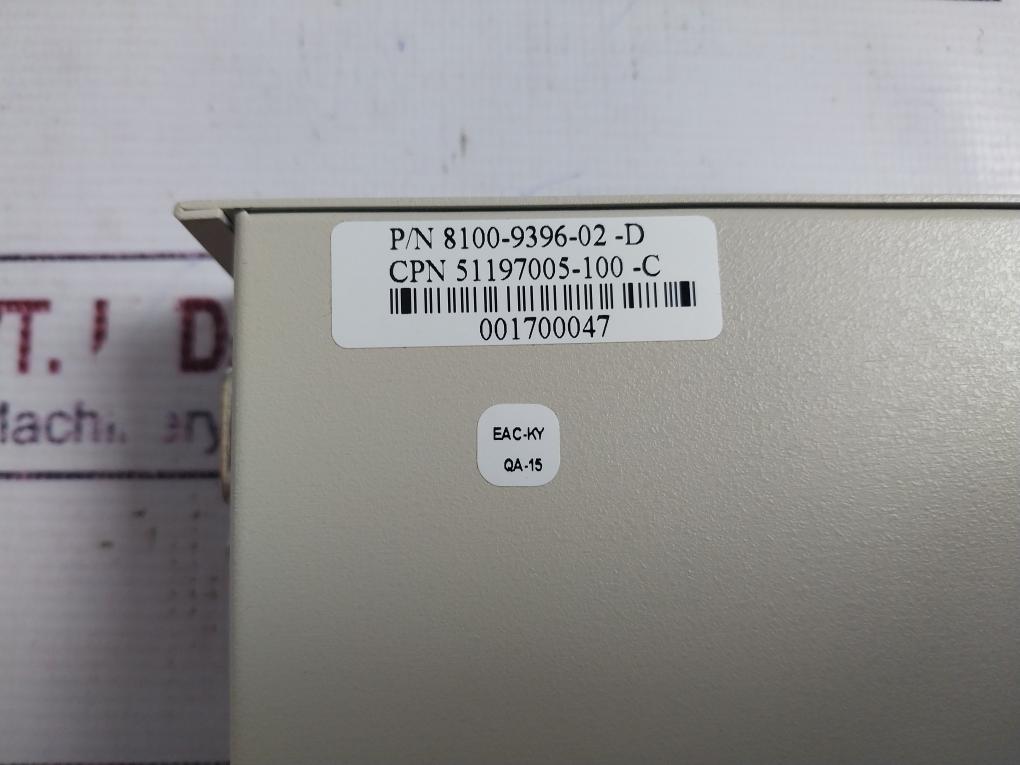 P/N 8100-9396-02 -D
CPN 51197005-100 -C
001700047
EAC-KY
QA-15